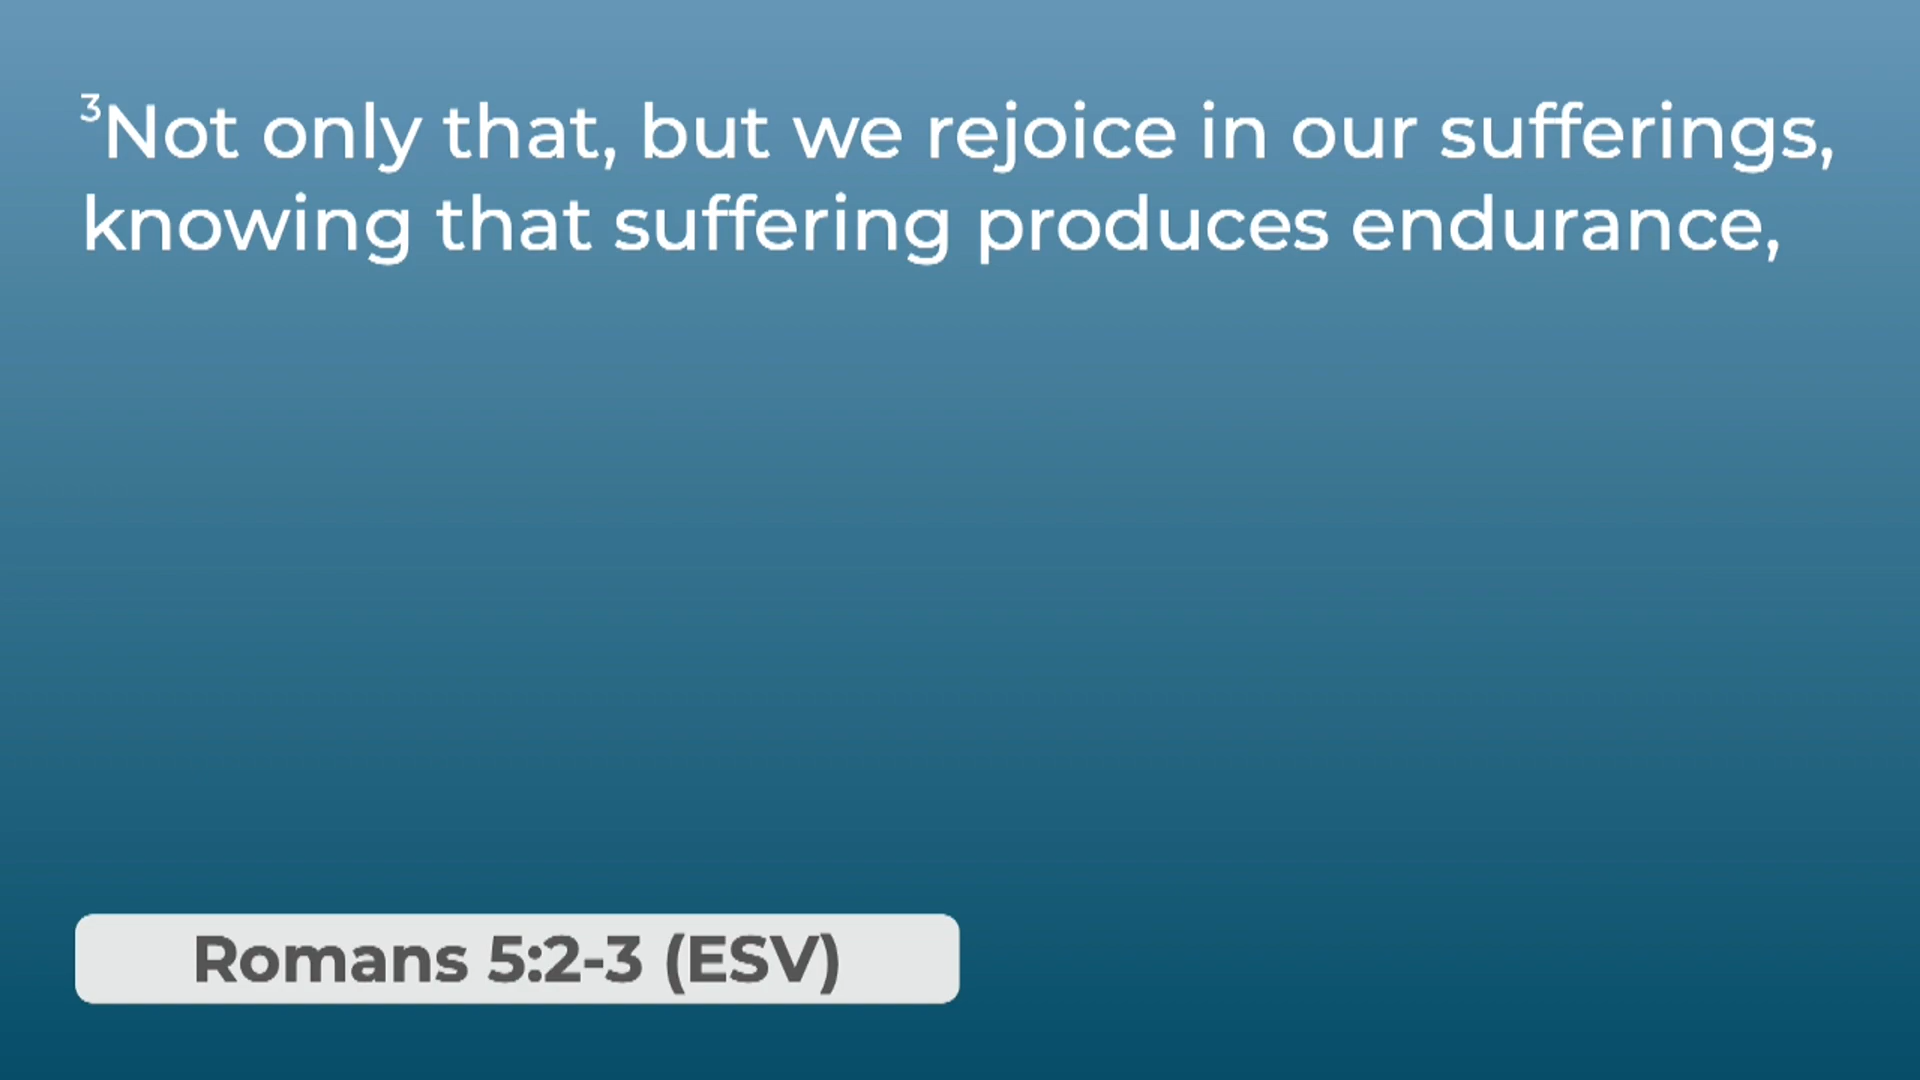 ³Not only that, but we rejoice in our sufferings,
knowing that suffering produces endurance,
Romans 5:2-3 (ESV)